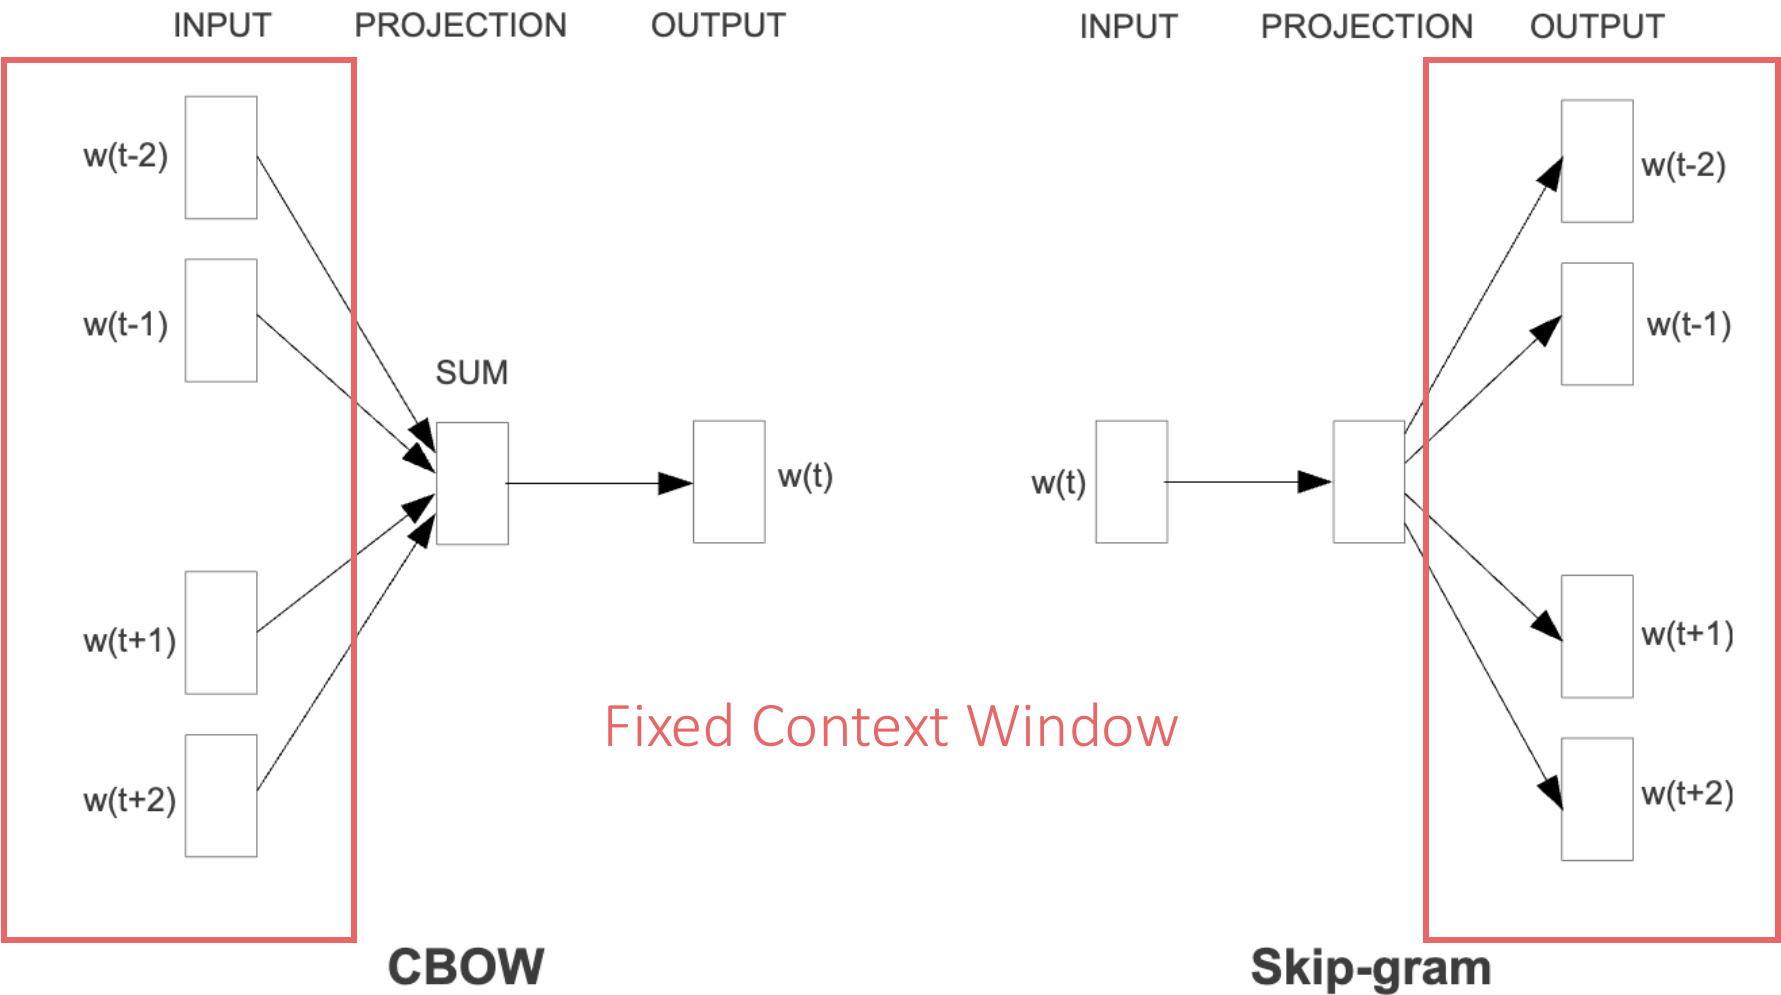 INPUT PROJECTION OUTPUT
w(t-2)
w(t-1)
SUM
w(t)
w(t+1)
w(t+2)
CBOW
INPUT PROJECTION OUTPUT
w(t-2)
w(t-1)
w(t)
w(t+1)
w(t+2)
Skip-gram
Fixed Context Window